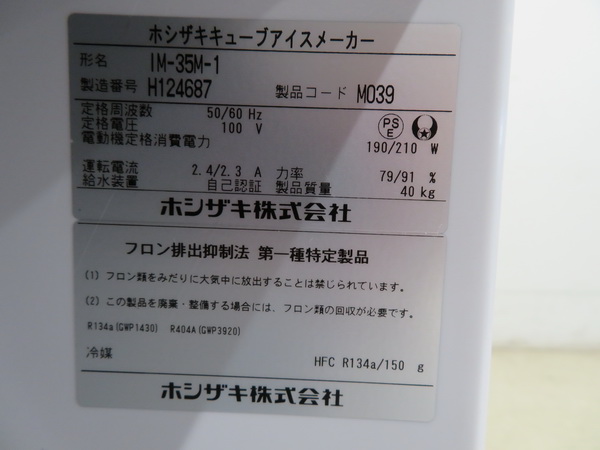 ホシザキキューブアイスメーカー
形名 IM-35M-1
製造番号 H124687 製品コード M039
定格周波数 50/60 Hz
定格電圧 100 V
PS E
電動機定格消費電力 190/210 W
運転電流 2.4/2.3 A 力率 79/91 %
給水装置 自己認証 製品質量 40 kg
ホシザキ株式会社
フロン排出抑制法 第一種特定製品
(1) フロン類をみだりに大気中に放出することは禁じられています。
(2) この製品を廃棄・整備する場合には、フロン類の回収が必要です。
R134a(GWP1430) R404A(GWP3920)
冷媒 HFC R134a/150 g
ホシザキ株式会社